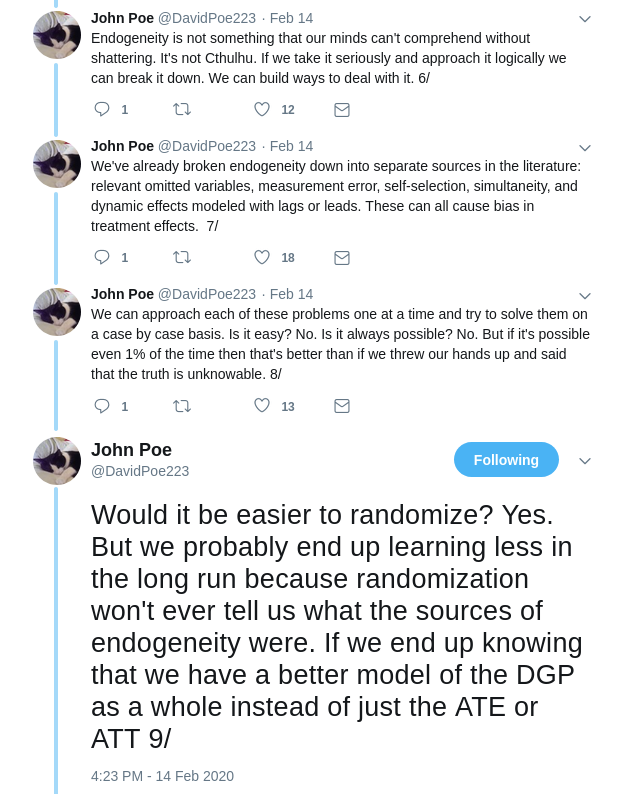 John Poe @DavidPoe223 · Feb 14
Endogeneity is not something that our minds can't comprehend without
shattering. It's not Cthulhu. If we take it seriously and approach it logically we
can break it down. We can build ways to deal with it. 6/
1 12
John Poe @DavidPoe223 · Feb 14
We've already broken endogeneity down into separate sources in the literature:
relevant omitted variables, measurement error, self-selection, simultaneity, and
dynamic effects modeled with lags or leads. These can all cause bias in
treatment effects.  7/
1 18
John Poe @DavidPoe223 · Feb 14
We can approach each of these problems one at a time and try to solve them on
a case by case basis. Is it easy? No. Is it always possible? No. But if it's possible
even 1% of the time then that's better than if we threw our hands up and said
that the truth is unknowable. 8/
1 13
John Poe
@DavidPoe223
Following
Would it be easier to randomize? Yes.
But we probably end up learning less in
the long run because randomization
won't ever tell us what the sources of
endogeneity were. If we end up knowing
that we have a better model of the DGP
as a whole instead of just the ATE or
ATT 9/
4:23 PM - 14 Feb 2020